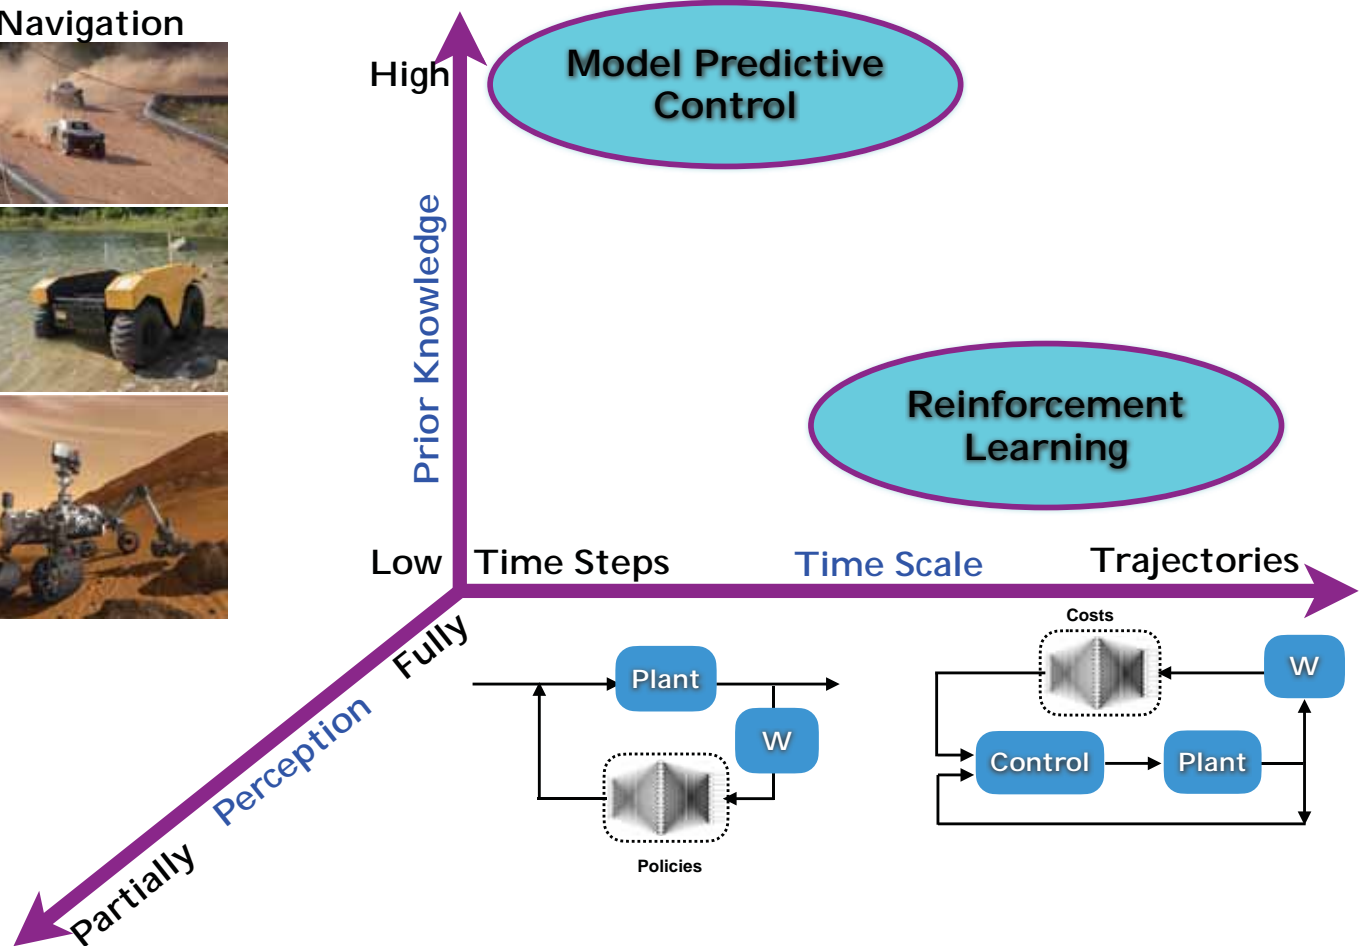 Navigation
High
Model Predictive
Control
Prior Knowledge
Reinforcement
Learning
Low
Time Steps
Time Scale
Trajectories
Fully
Perception
Partially
Plant
W
Policies
Costs
W
Control
Plant